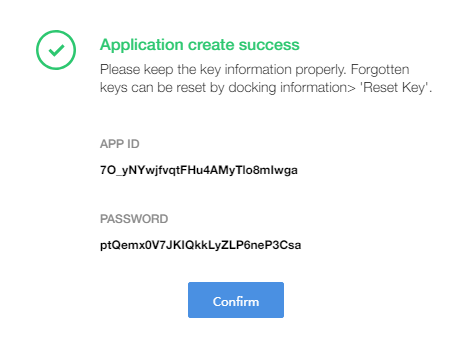 Application create success
Please keep the key information properly. Forgotten
keys can be reset by docking information> 'Reset Key'.
APP ID
7O_yNYwjfvqtFHu4AMyTlo8mIwga
PASSWORD
ptQemx0V7JKlQkkLyZLP6neP3Csa
Confirm